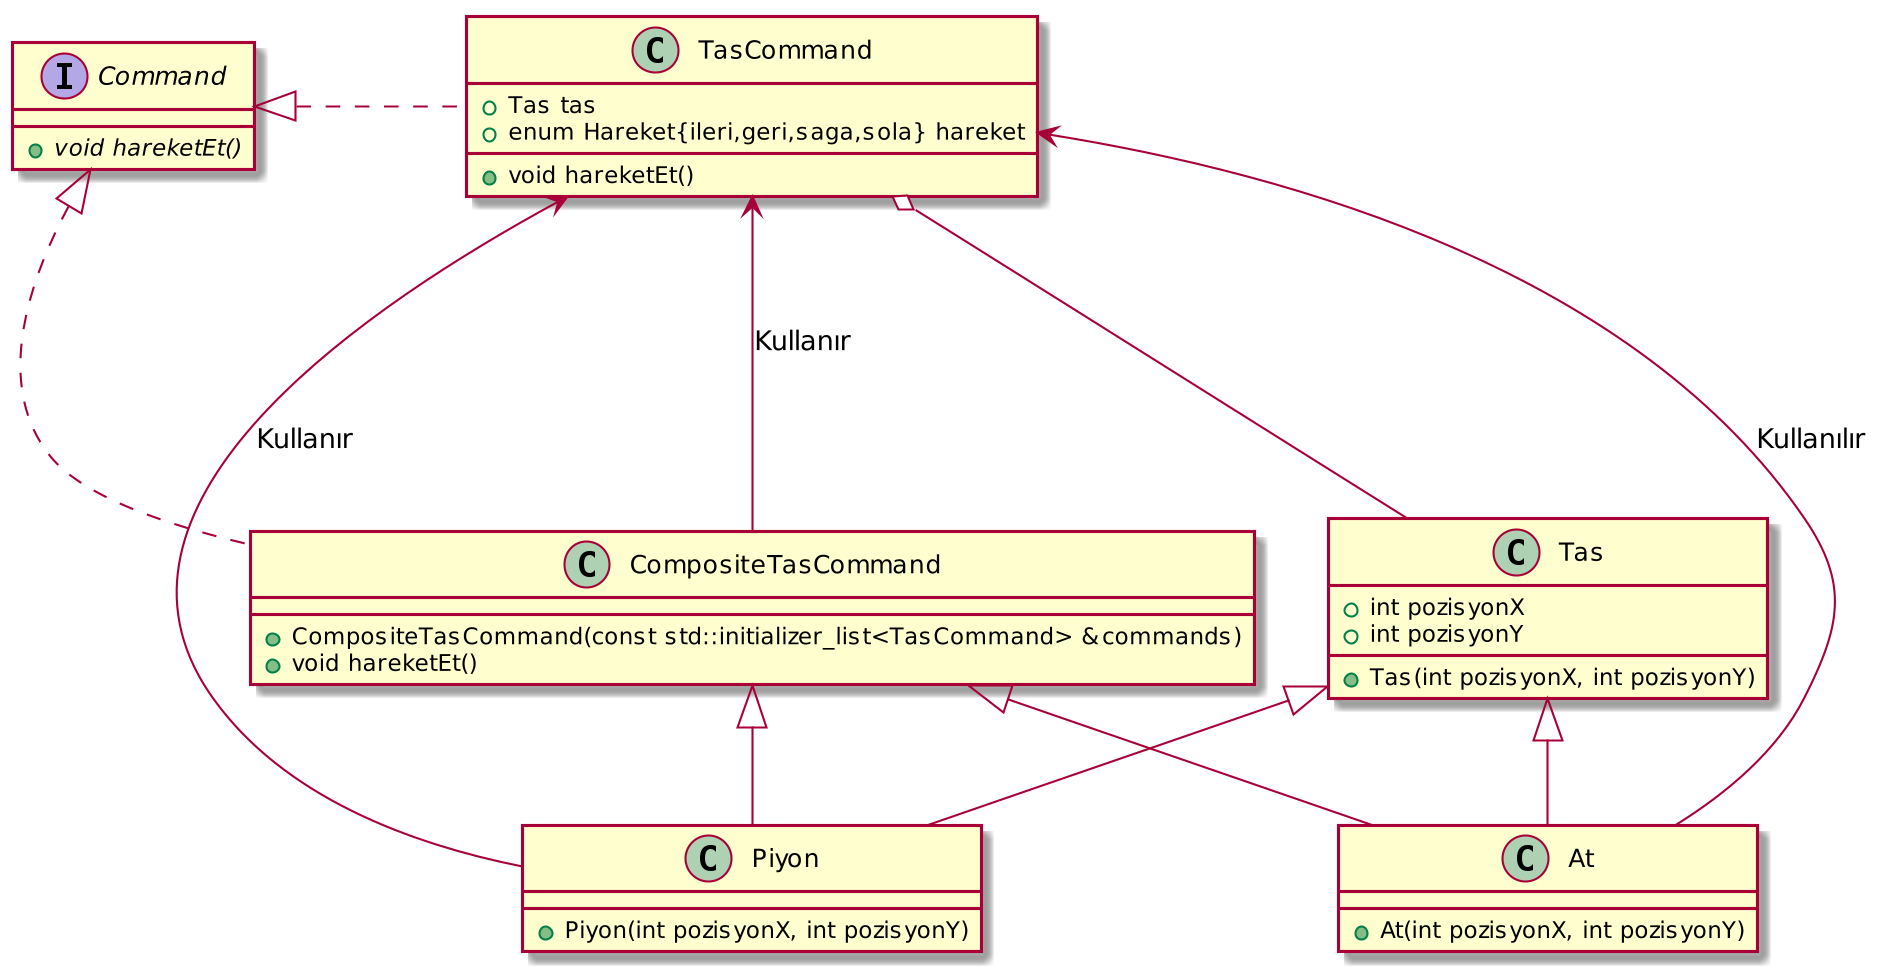 I Command
void hareketEt()
C TasCommand
Tas tas
enum Hareket{ileri,geri,saga,sola} hareket
void hareketEt()
Kullanır
Kullanır
Kullanılır
C CompositeTasCommand
CompositeTasCommand(const std::initializer_list<TasCommand> &commands)
void hareketEt()
C Tas
int pozisyonX
int pozisyonY
Tas(int pozisyonX, int pozisyonY)
C Piyon
Piyon(int pozisyonX, int pozisyonY)
C At
At(int pozisyonX, int pozisyonY)